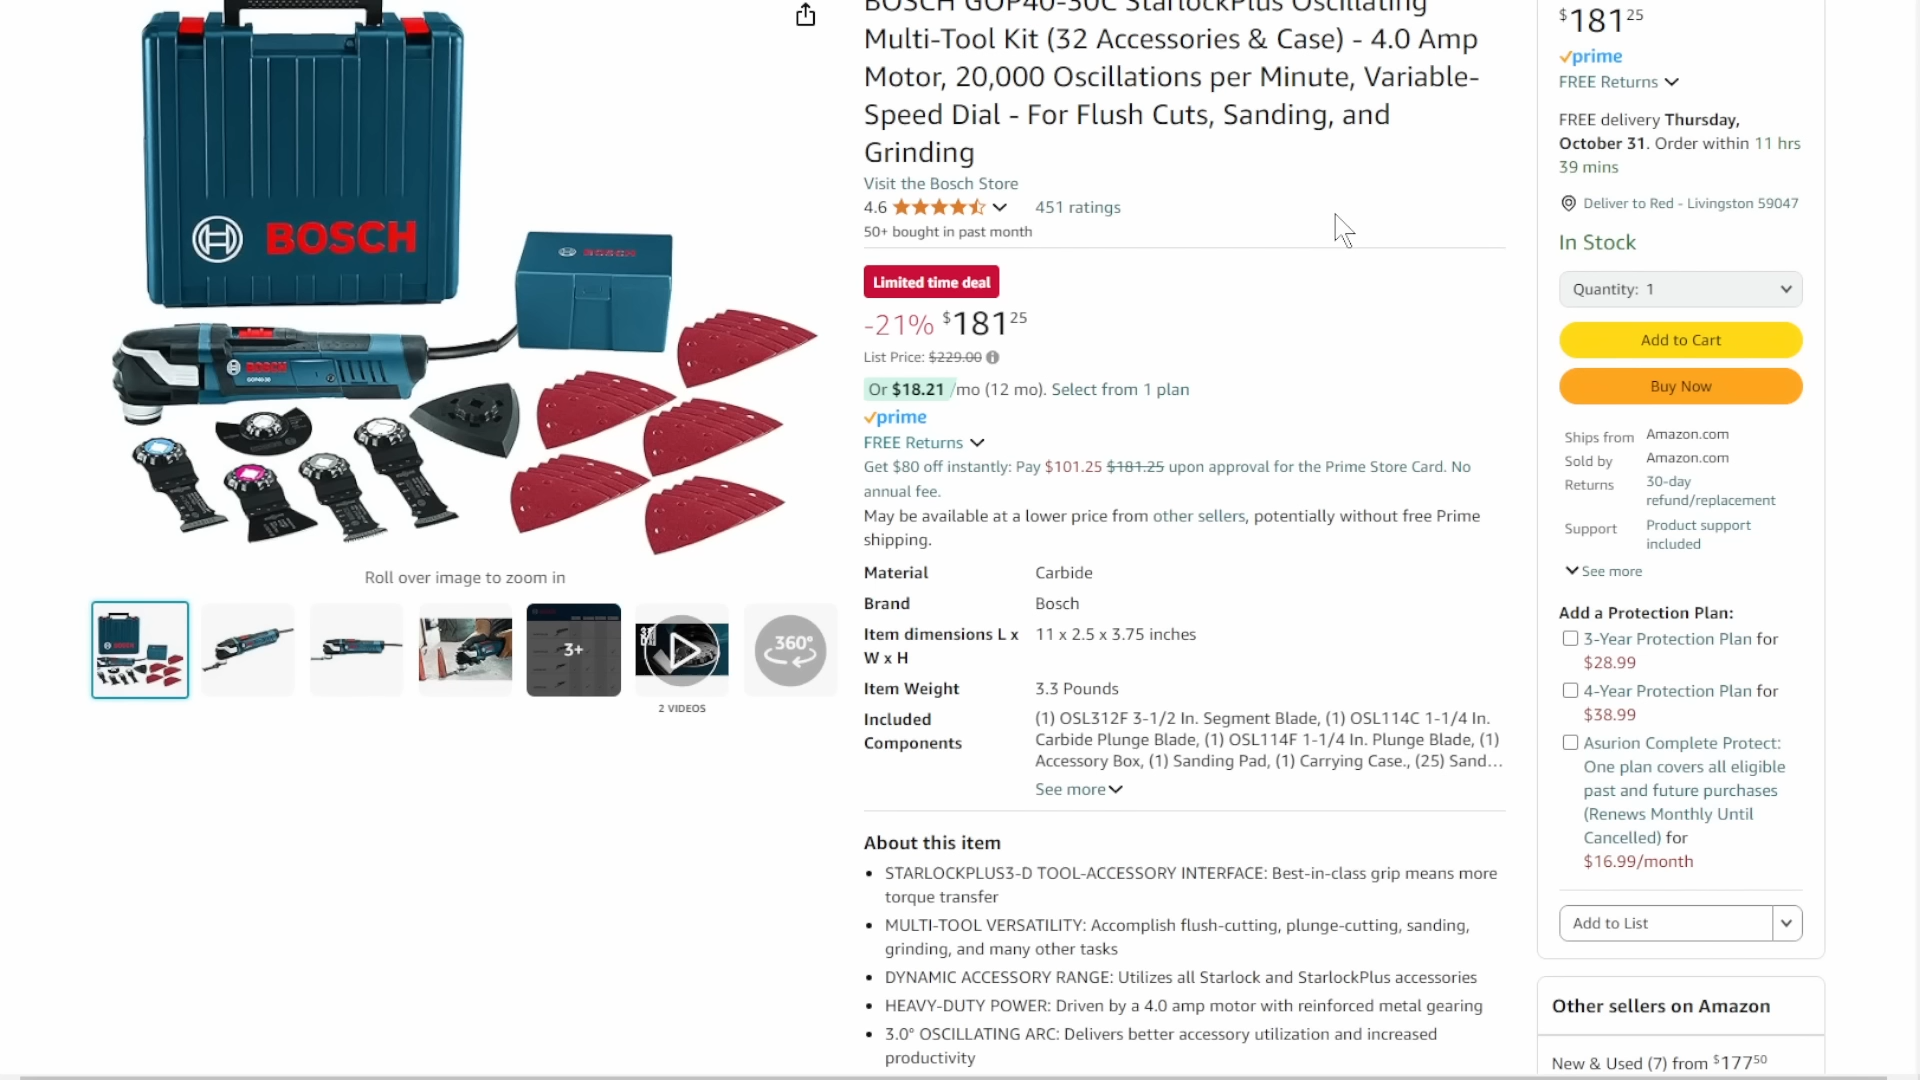 BOSCH GOP40-30C StarlockPlus Oscillating
Multi-Tool Kit (32 Accessories & Case) - 4.0 Amp
Motor, 20,000 Oscillations per Minute, Variable-
Speed Dial - For Flush Cuts, Sanding, and
Grinding
Visit the Bosch Store
4.6 451 ratings
50+ bought in past month
Limited time deal
-21% $181 25
List Price: $229.00
Or $18.21 /mo (12 mo). Select from 1 plan
prime
FREE Returns
Get $80 off instantly: Pay $101.25 $181.25 upon approval for the Prime Store Card. No
annual fee.
May be available at a lower price from other sellers, potentially without free Prime
shipping.
Material Carbide
Brand Bosch
Item dimensions L x 11 x 2.5 x 3.75 inches
W x H
Item Weight 3.3 Pounds
Included (1) OSL312F 3-1/2 In. Segment Blade, (1) OSL114C 1-1/4 In.
Components Carbide Plunge Blade, (1) OSL114F 1-1/4 In. Plunge Blade, (1)
Accessory Box, (1) Sanding Pad, (1) Carrying Case., (25) Sand...
See more
About this item
STARLOCKPLUS3-D TOOL-ACCESSORY INTERFACE: Best-in-class grip means more
torque transfer
MULTI-TOOL VERSATILITY: Accomplish flush-cutting, plunge-cutting, sanding,
grinding, and many other tasks
DYNAMIC ACCESSORY RANGE: Utilizes all Starlock and StarlockPlus accessories
HEAVY-DUTY POWER: Driven by a 4.0 amp motor with reinforced metal gearing
3.0° OSCILLATING ARC: Delivers better accessory utilization and increased
productivity
BOSCH
BOSCH
BOSCH
GOP40-30
Roll over image to zoom in
3+
360°
2 VIDEOS
$181 25
prime
FREE Returns
FREE delivery Thursday,
October 31. Order within 11 hrs
39 mins
Deliver to Red - Livingston 59047
In Stock
Quantity: 1
Add to Cart
Buy Now
Ships from Amazon.com
Sold by Amazon.com
Returns 30-day
refund/replacement
Support Product support
included
See more
Add a Protection Plan:
3-Year Protection Plan for
$28.99
4-Year Protection Plan for
$38.99
Asurion Complete Protect:
One plan covers all eligible
past and future purchases
(Renews Monthly Until
Cancelled) for
$16.99/month
Add to List
Other sellers on Amazon
New & Used (7) from $177 50